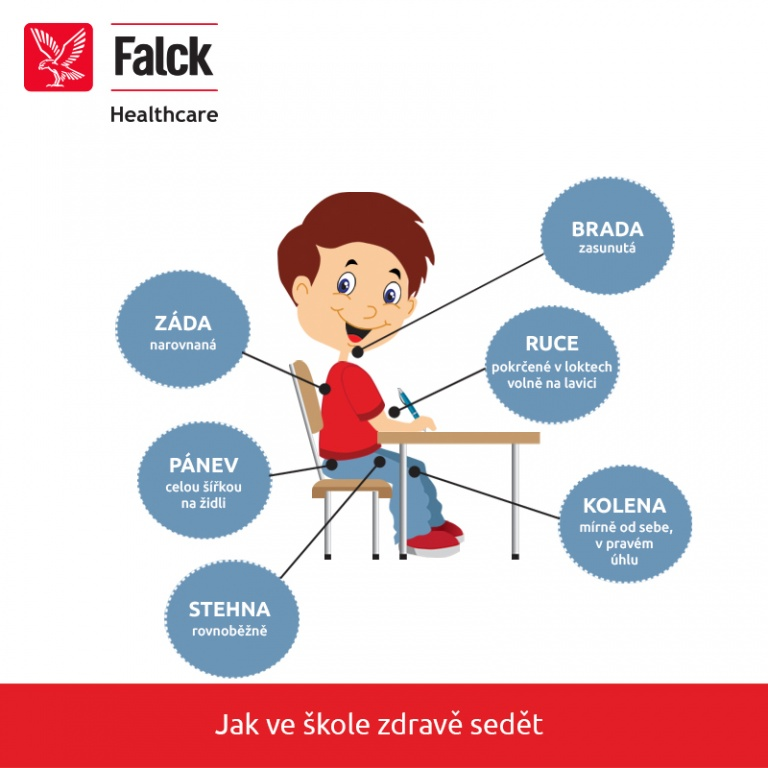 Falck
Healthcare
BRADA
zasunutá
ZÁDA
narovnaná
RUCE
pokrčené v loktech
volně na lavici
PÁNEV
celou šířkou
na židli
KOLENA
mírně od sebe,
v pravém
úhlu
STEHNA
rovnoběžně
Jak ve škole zdravě sedět